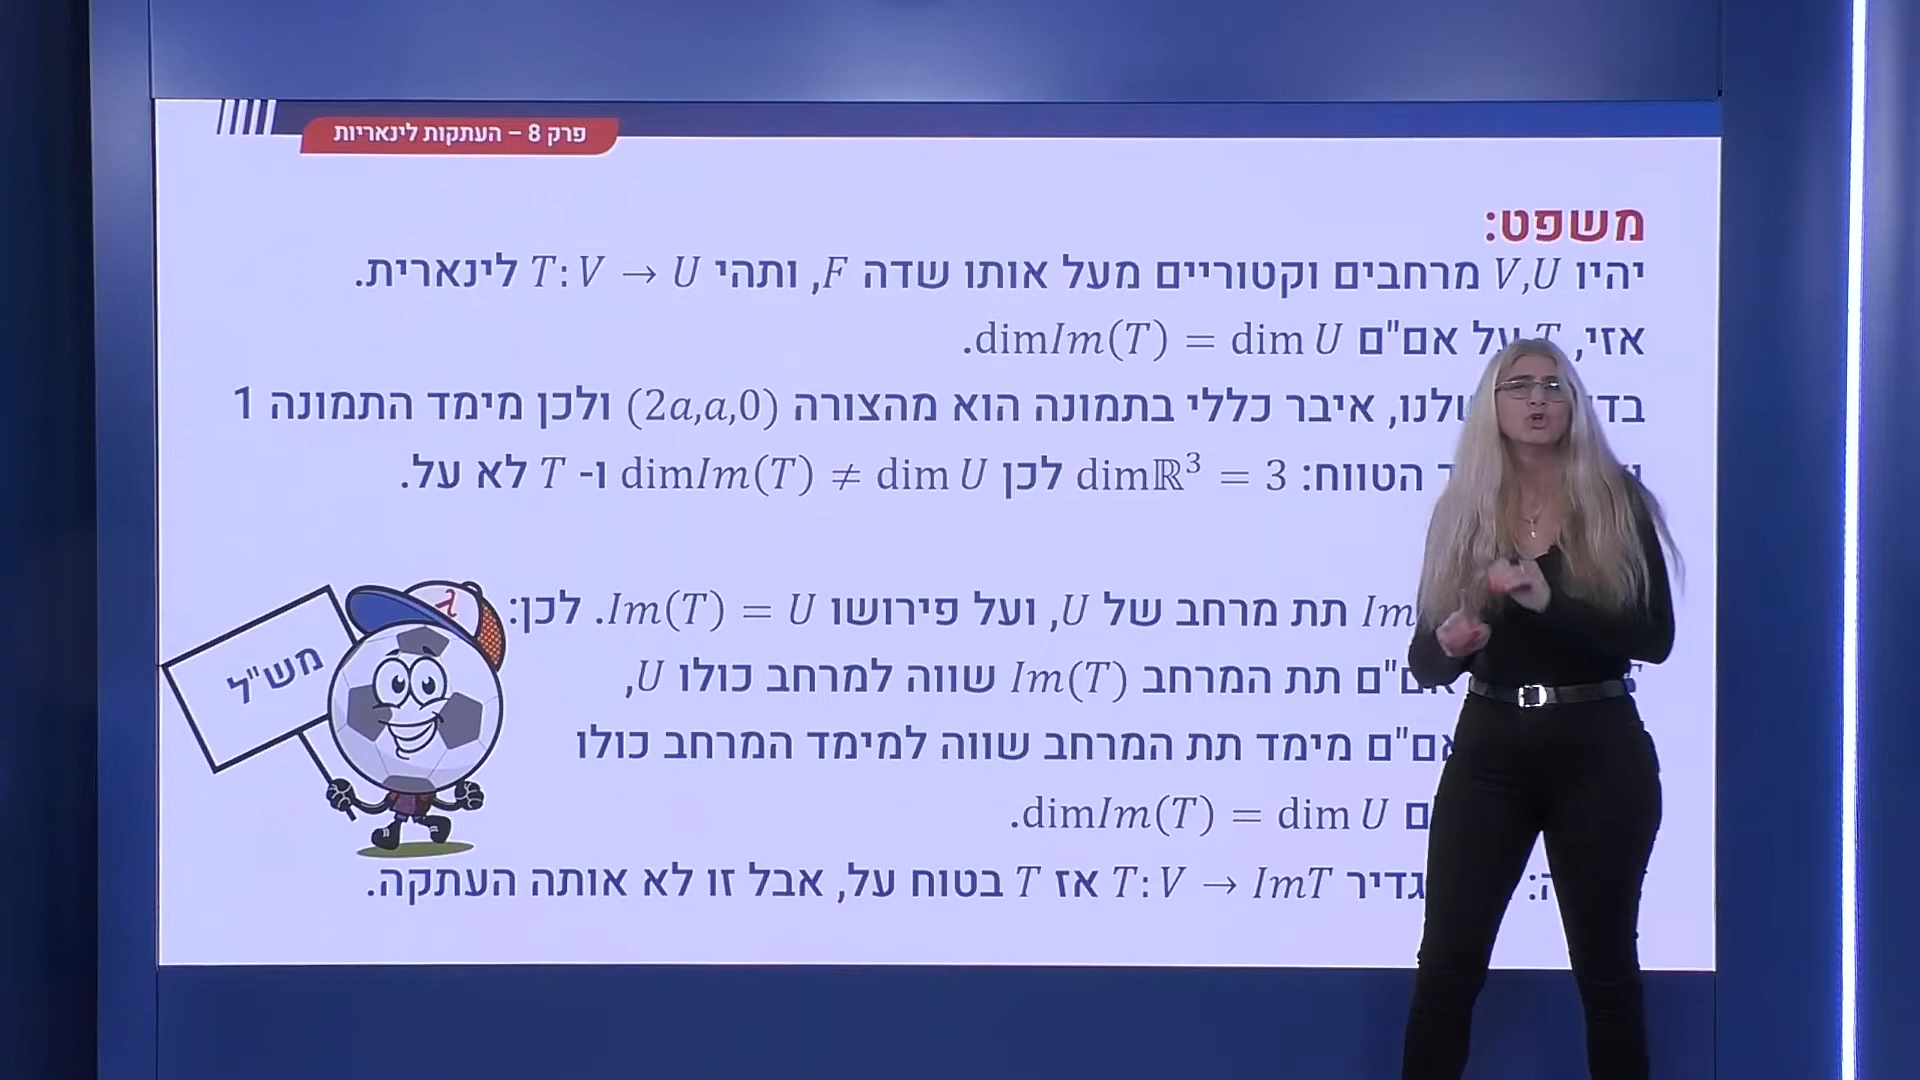 פרק 8 – העתקות לינאריות
משפט:
יהיו V,U מרחבים וקטוריים מעל אותו שדה F, ותהי T: V → U לינארית.
אזי, T על אם"ם dimIm(T) = dim U.
שלנו, איבר כללי בתמונה הוא מהצורה (2a,a,0) ולכן מימד התמונה 1
הטווח: dimℝ³ = 3 לכן dimIm(T) ≠ dim U ו- T לא על.
Im תת מרחב של U, ועל פירושו Im(T) = U. לכן:
אם"ם תת המרחב Im(T) שווה למרחב כולו U,
אם"ם מימד תת המרחב שווה למימד המרחב כולו
dimIm(T) = dim U.
T: V → ImT אז T בטוח על, אבל זו לא אותה העתקה.
מש"ל
λ